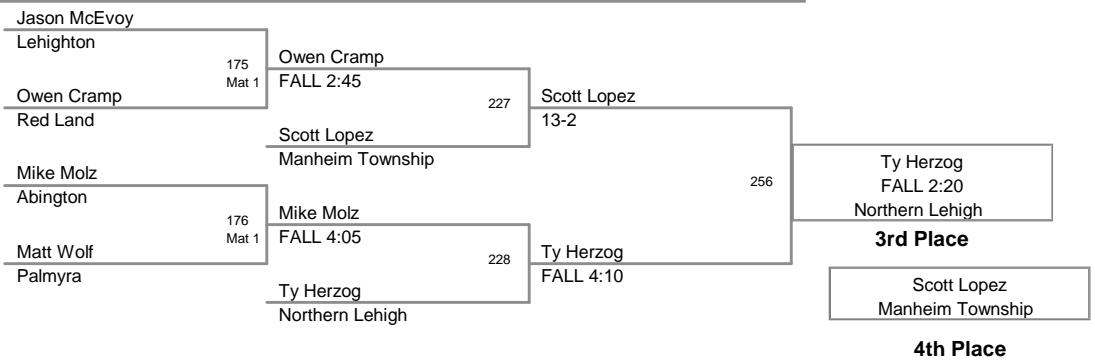 Jason McEvoy
Lehighton
175
Mat 1
Owen Cramp
Red Land
Owen Cramp
FALL 2:45
227
Scott Lopez
Manheim Township
Scott Lopez
13-2
Mike Molz
Abington
176
Mat 1
Matt Wolf
Palmyra
Mike Molz
FALL 4:05
228
Ty Herzog
Northern Lehigh
Ty Herzog
FALL 4:10
256
Ty Herzog
FALL 2:20
Northern Lehigh
3rd Place
Scott Lopez
Manheim Township
4th Place